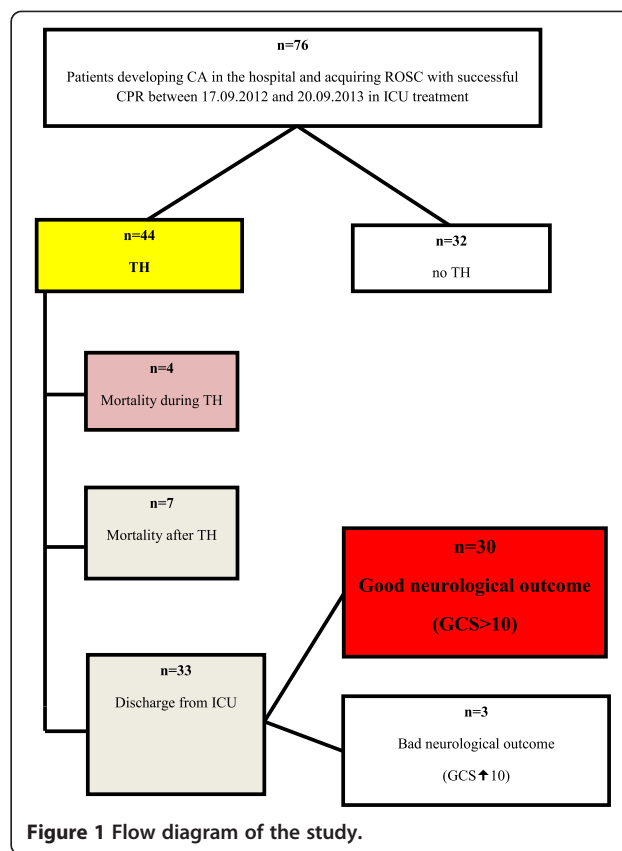 n=76
Patients developing CA in the hospital and acquiring ROSC with successful
CPR between 17.09.2012 and 20.09.2013 in ICU treatment
n=44
TH
n=32
no TH
n=4
Mortality during TH
n=7
Mortality after TH
n=30
Good neurological outcome
(GCS>10)
n=33
Discharge from ICU
n=3
Bad neurological outcome
(GCS↑10)
Figure 1 Flow diagram of the study.